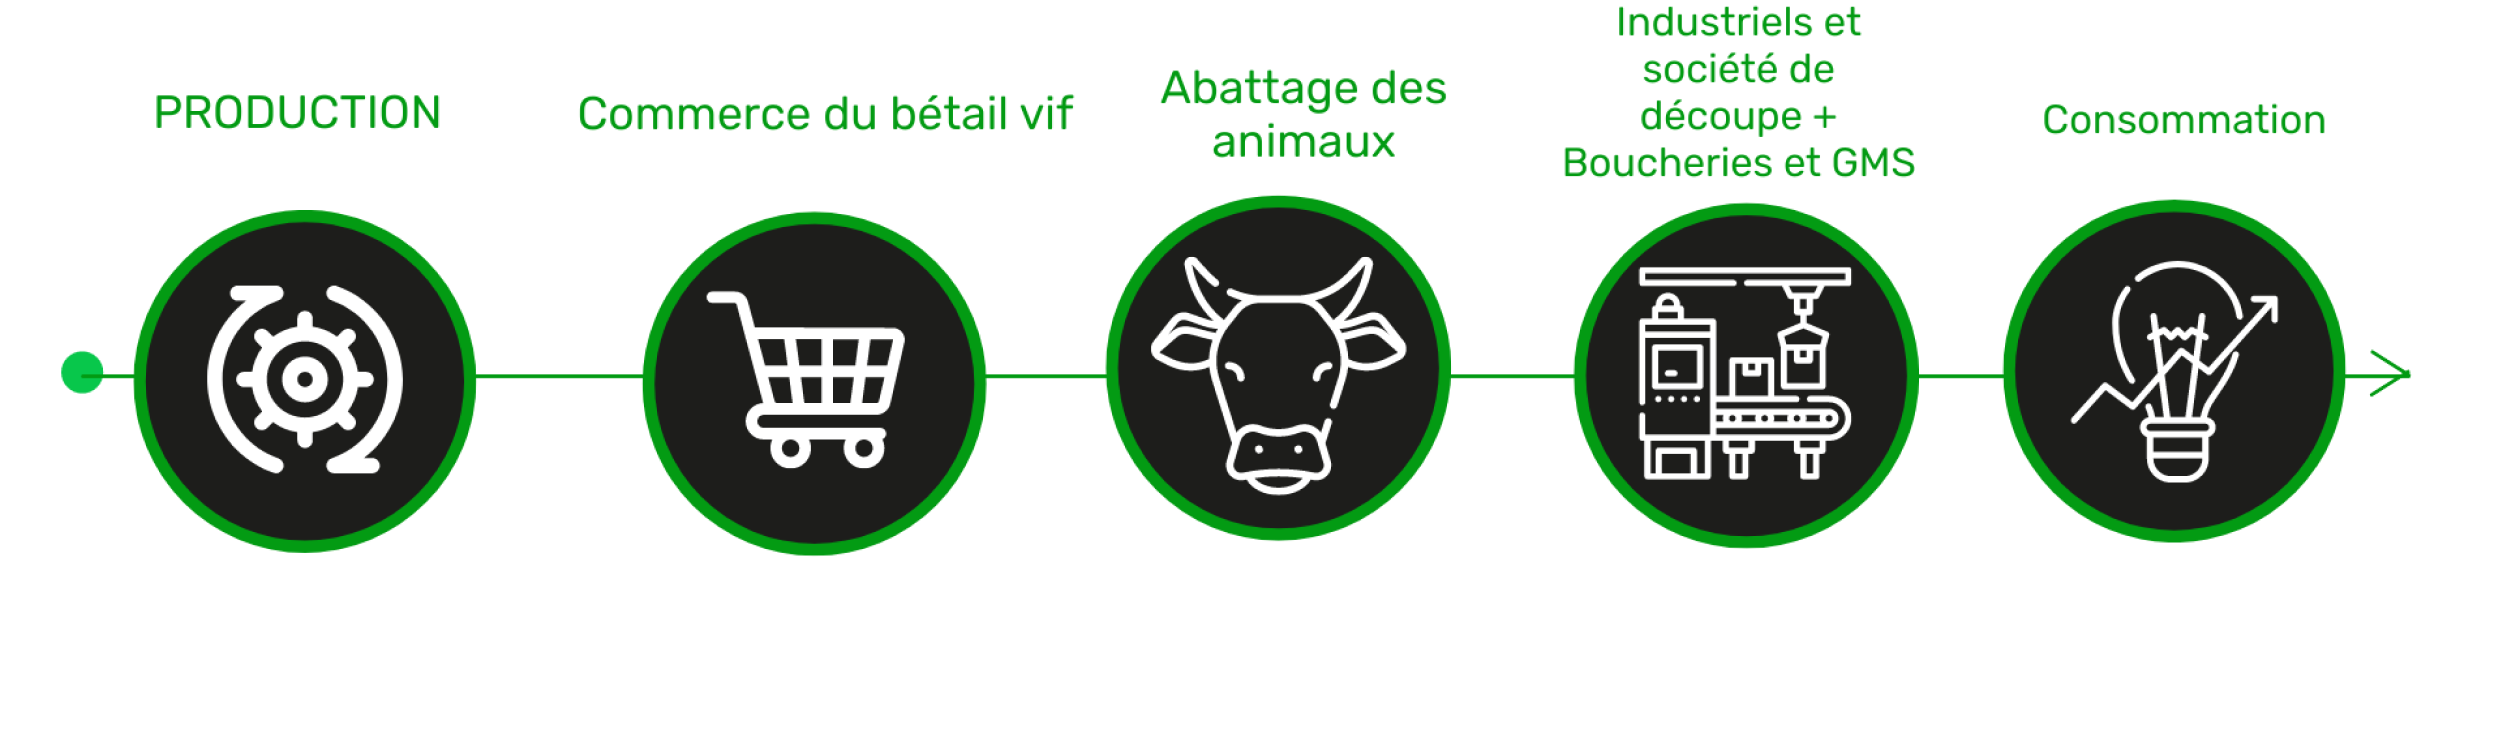 PRODUCTION
Commerce du bétail vif
Abattage des
animaux
Industriels et
société de
découpe +
Boucheries et GMS
Consommation